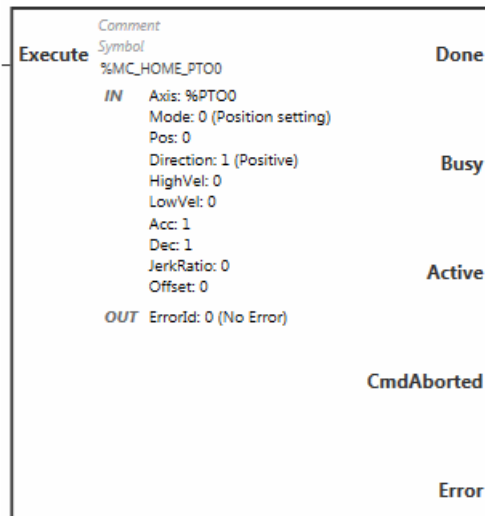 Comment
Execute
Symbol
Done
%MC_HOME_PTO0
IN
Axis: %PTO0
Mode: 0 (Position setting)
Pos: 0
Direction: 1 (Positive)
Busy
HighVel: 0
LowVel: 0
Acc: 1
Dec: 1
JerkRatio: 0
Active
Offset: 0
OUT
ErrorId: 0 (No Error)
CmdAborted
Error